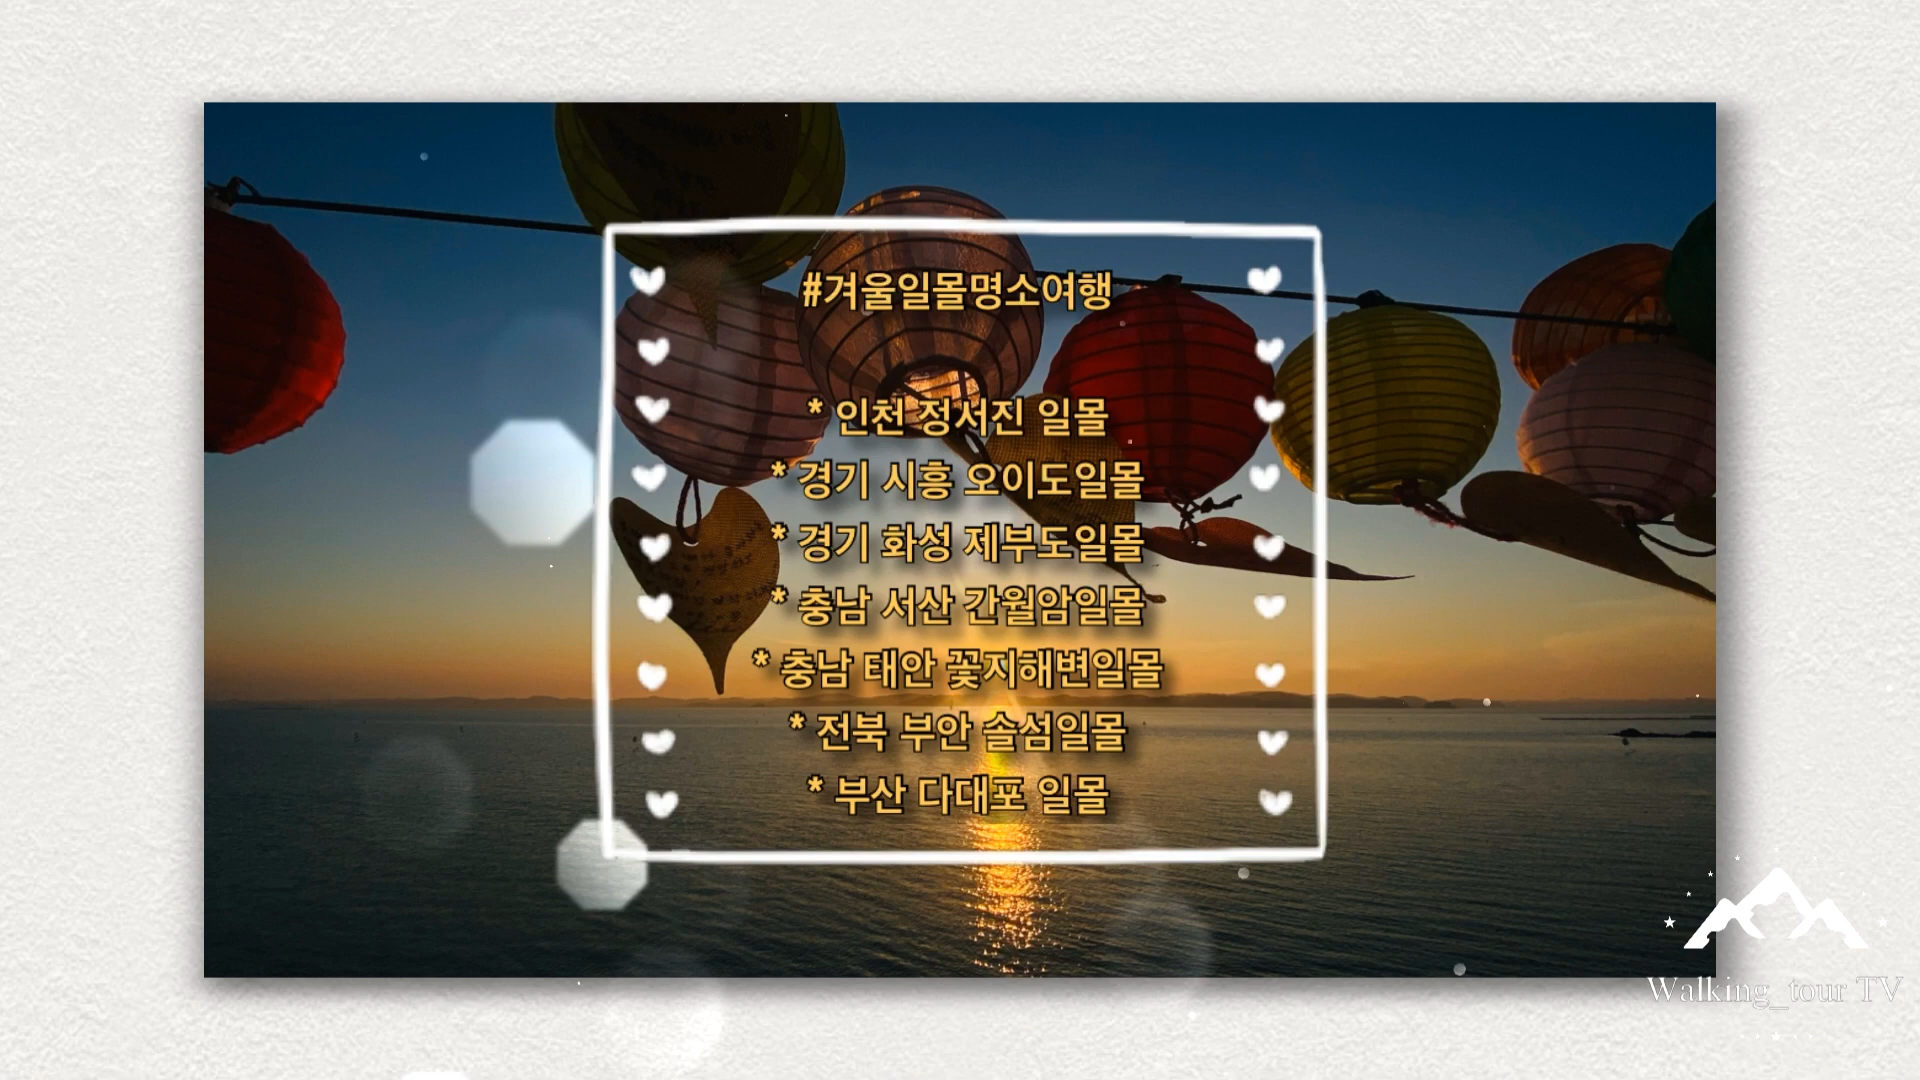 #겨울일몰명소여행
* 인천 정서진 일몰
* 경기 시흥 오이도일몰
* 경기 화성 제부도일몰
* 충남 서산 간월암일몰
* 충남 태안 꽃지해변일몰
* 전북 부안 솔섬일몰
* 부산 다대포 일몰
Walking_tour TV